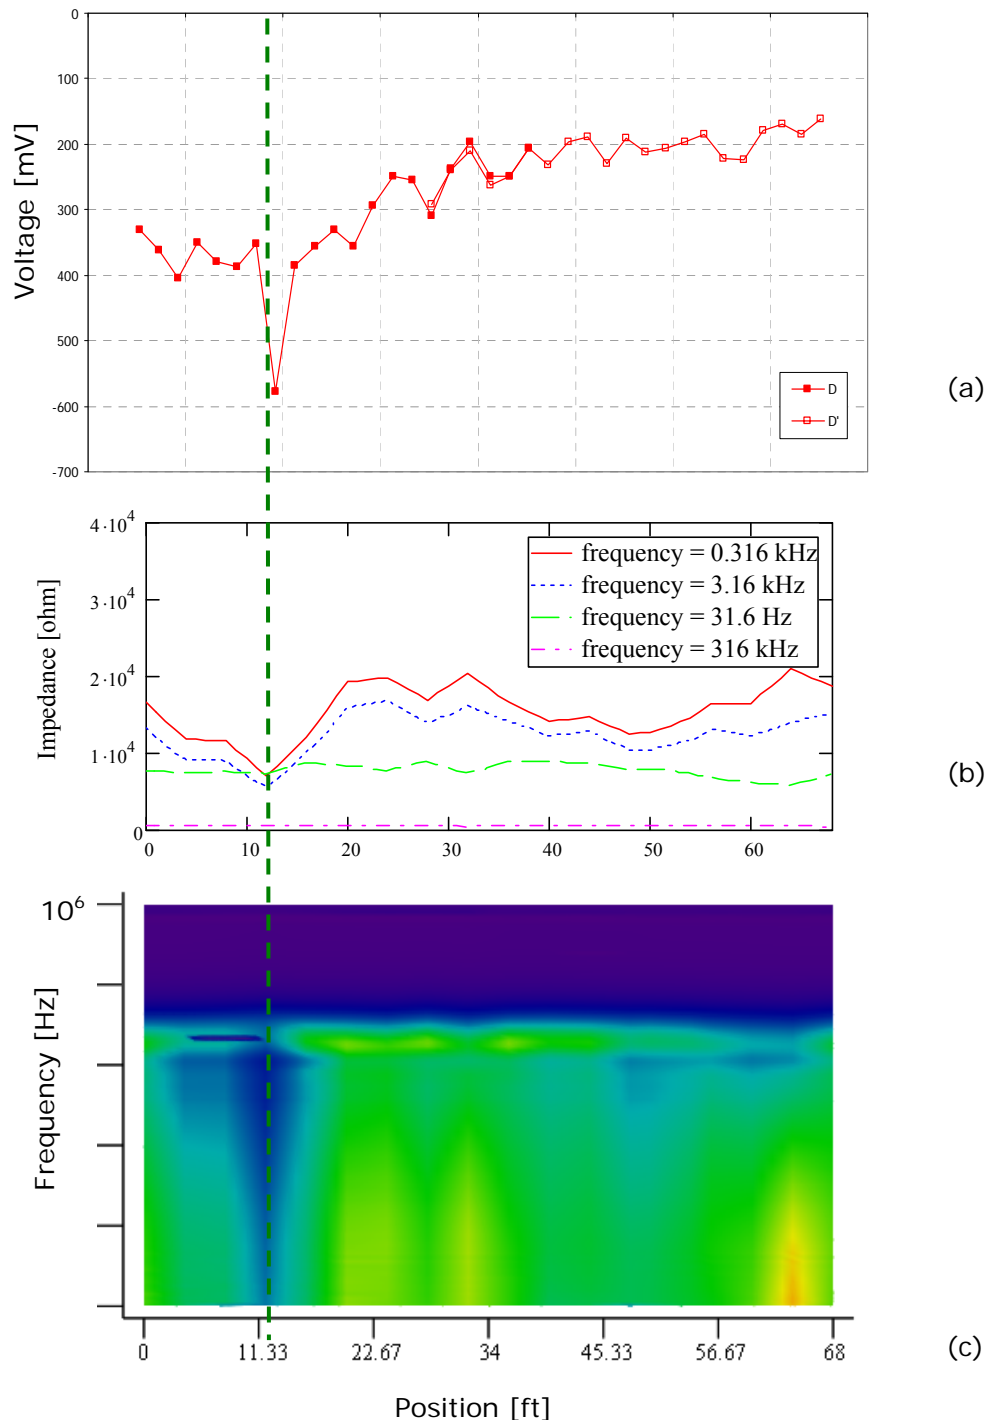 0
100
200
300
400
500
-600
-700
Voltage [mV]
D
D'
(a)
4·10⁴
3·10⁴
2·10⁴
1·10⁴
0
Impedance [ohm]
frequency = 0.316 kHz
frequency = 3.16 kHz
frequency = 31.6 Hz
frequency = 316 kHz
0 10 20 30 40 50 60
(b)
10⁶
Frequency [Hz]
0 11.33 22.67 34 45.33 56.67 68
(c)
Position [ft]